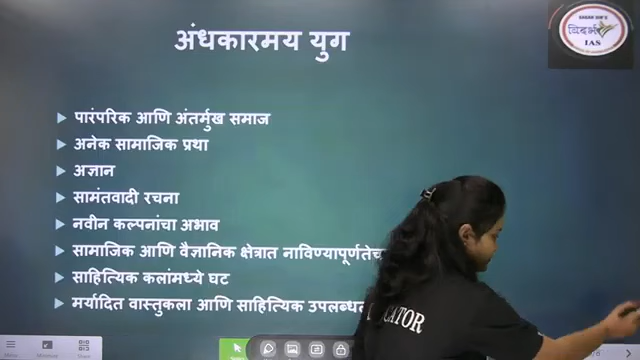 विदर्भ
IAS
अंधकारमय युग
पारंपरिक आणि अंतर्मुख समाज
अनेक सामाजिक प्रथा
अज्ञान
सामंतवादी रचना
नवीन कल्पनांचा अभाव
सामाजिक आणि वैज्ञानिक क्षेत्रात
साहित्यिक कलांमध्ये घट
मर्यादित वास्तुकला आणि साहित्यिक